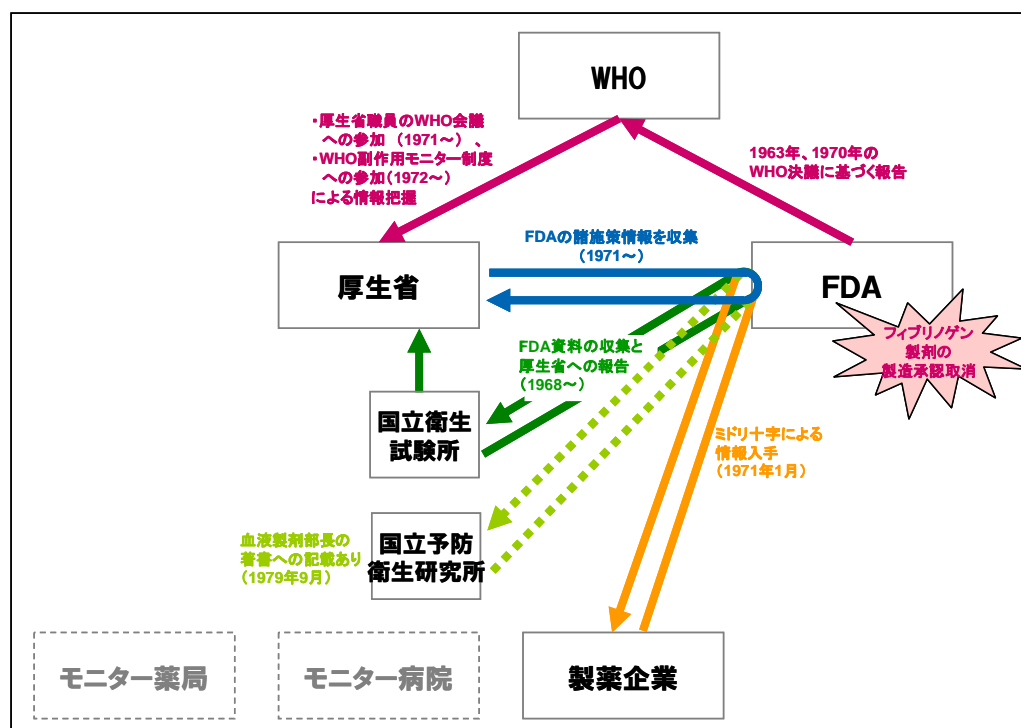 WHO
・厚生省職員のWHO会議
への参加 (1971～) 、
・WHO副作用モニター制度
への参加(1972～)
による情報把握
1963年、1970年の
WHO決議に基づく報告
FDAの諸施策情報を収集
(1971～)
厚生省
FDA
フィブリノゲン
製剤の
製造承認取消
FDA資料の収集と
厚生省への報告
(1968～)
国立衛生
試験所
ミドリ十字による
情報入手
(1971年1月)
血液製剤部長の
著書への記載あり
(1979年9月)
国立予防
衛生研究所
モニター薬局
モニター病院
製薬企業